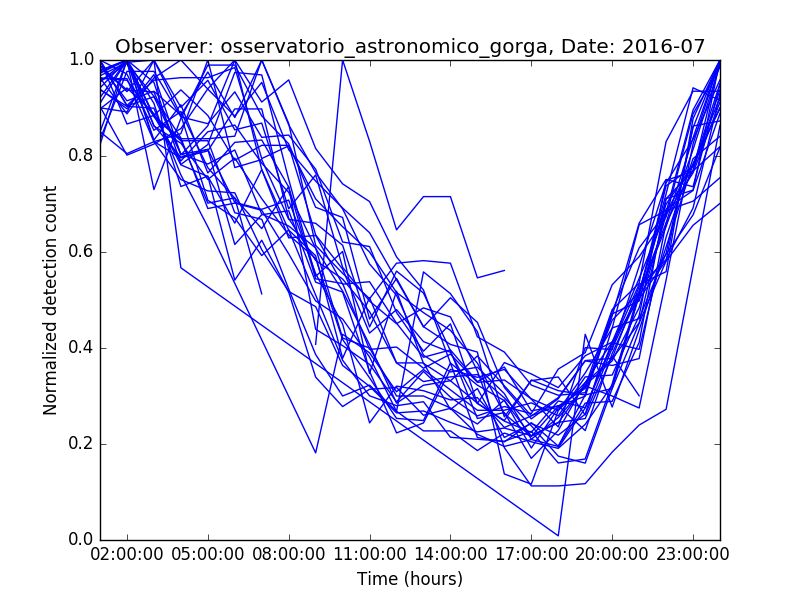 Observer: osservatorio_astronomico_gorga, Date: 2016-07
1.0
0.8
0.6
0.4
0.2
0.0
Normalized detection count
02:00:00 05:00:00 08:00:00 11:00:00 14:00:00 17:00:00 20:00:00 23:00:00
Time (hours)